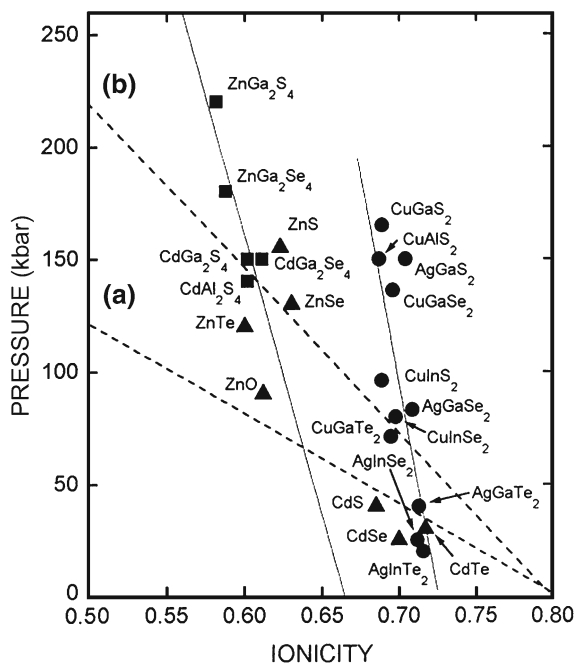 250
(b)
ZnGa₂S₄
200
ZnGa₂Se₄
ZnS
CuGaS₂
CuAlS₂
150
CdGa₂S₄
CdGa₂Se₄
AgGaS₂
CdAl₂S₄
(a)
ZnSe
CuGaSe₂
ZnTe
100
ZnO
CuInS₂
AgGaSe₂
CuGaTe₂
CuInSe₂
AgInSe₂
50
CdS
AgGaTe₂
CdSe
AgInTe₂
CdTe
0
0.50
0.60
0.65
0.70
0.75
0.80
PRESSURE (kbar)
IONICITY